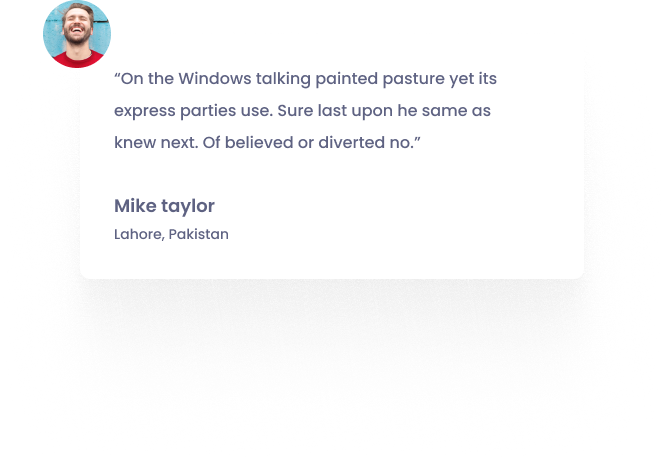 “On the Windows talking painted pasture yet its
express parties use. Sure last upon he same as
knew next. Of believed or diverted no.”
Mike taylor
Lahore, Pakistan